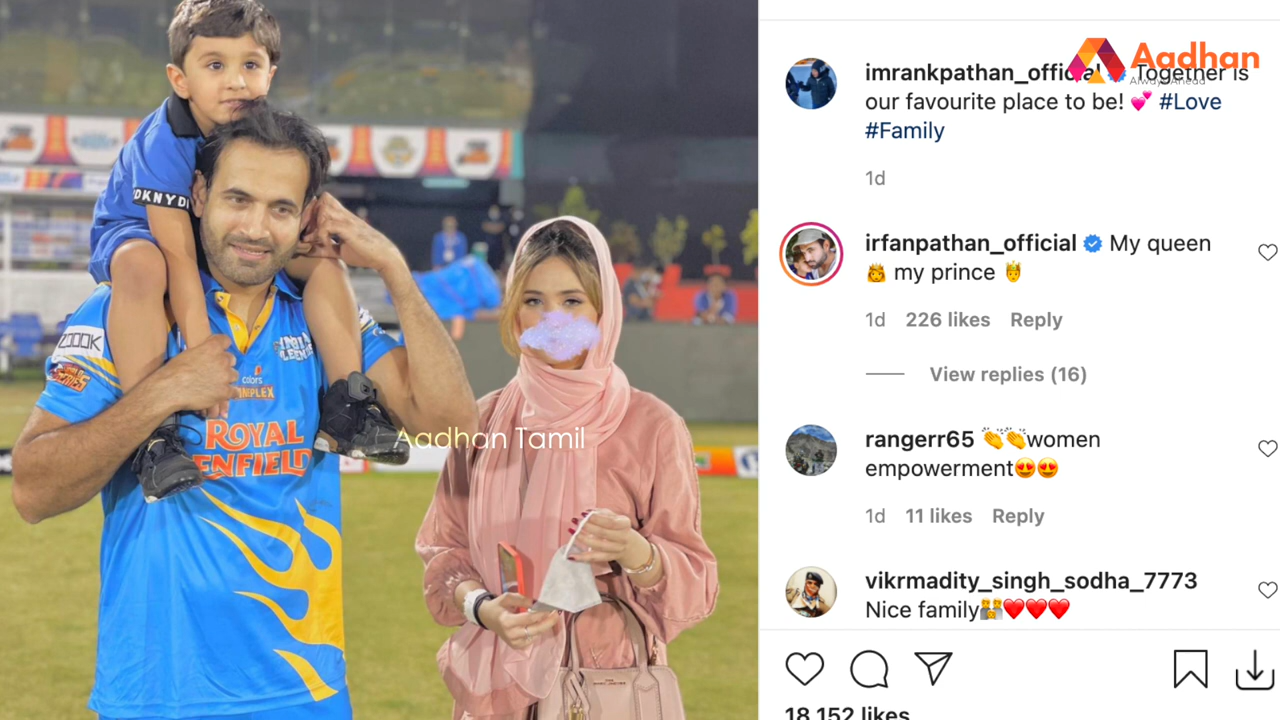 Aadhan
Always Ahead
imrankpathan_official Together is
our favourite place to be! 💕 #Love
#Family
1d
irfanpathan_official My queen
👸 my prince 🤴
1d 226 likes Reply
View replies (16)
rangerr65 👏👏women
empowerment😍😍
1d 11 likes Reply
vikrmadity_singh_sodha_7773
Nice family👨‍👩‍👦❤️❤️❤️
18,152 likes
DKNY
colors
CINEPLEX
ROYAL
ENFIELD
Aadhan Tamil